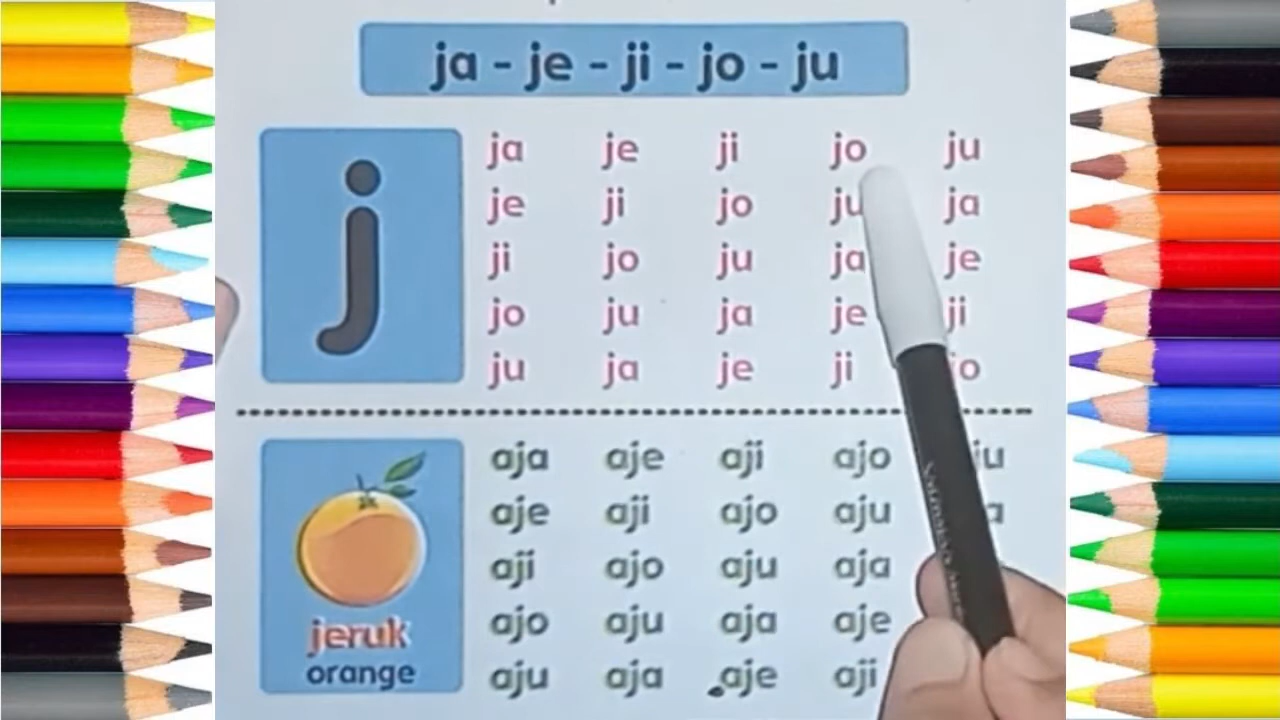 ja - je - ji - jo - ju
j
ja je ji jo ju
je ji jo ju ja
ji jo ju ja je
jo ju ja je ji
ju ja je ji jo
aja aje aji ajo
aje aji ajo aju
aji ajo aju aja
ajo aju aja aje
aju aja aje aji
jeruk
orange